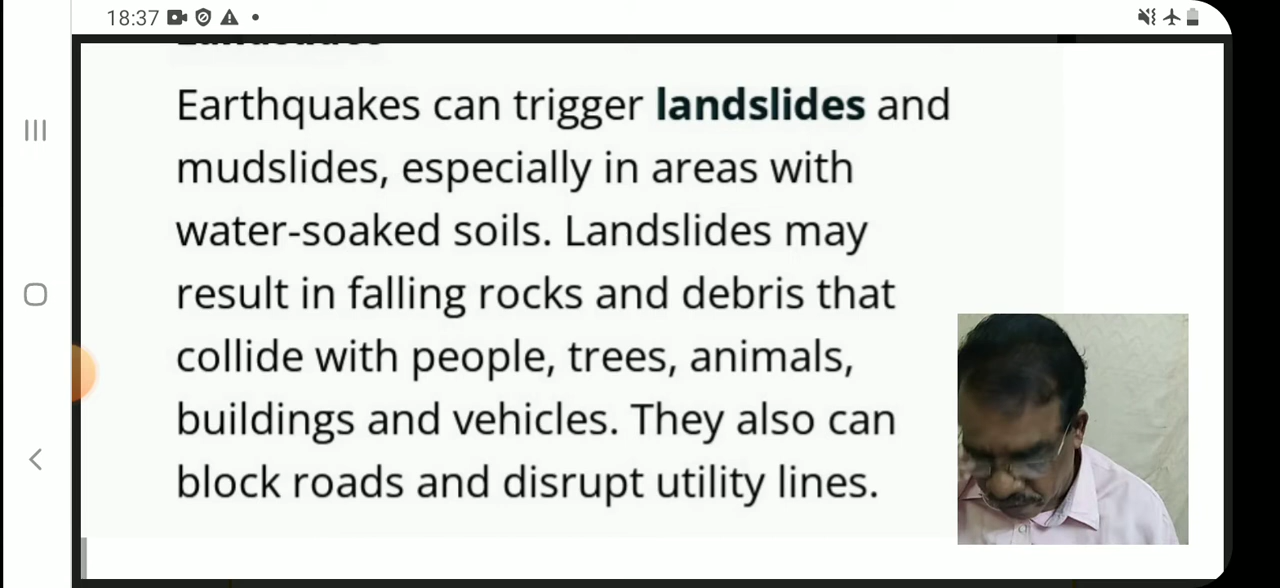 18:37
Earthquakes can trigger landslides and
mudslides, especially in areas with
water-soaked soils. Landslides may
result in falling rocks and debris that
collide with people, trees, animals,
buildings and vehicles. They also can
block roads and disrupt utility lines.